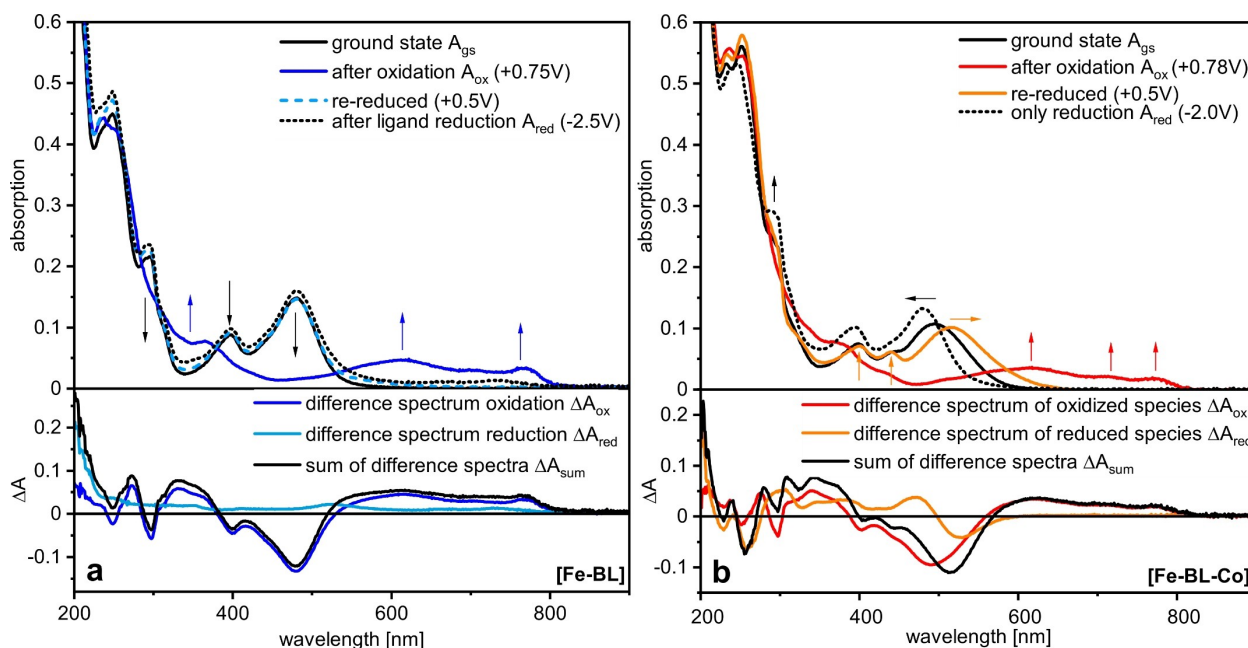 0.6
0.5
0.4
0.3
0.2
0.1
0
absorption
ground state A_gs
after oxidation A_ox (+0.75V)
re-reduced (+0.5V)
after ligand reduction A_red (-2.5V)
0.2
0.1
0
-0.1
ΔA
difference spectrum oxidation ΔA_ox
difference spectrum reduction ΔA_red
sum of difference spectra ΔA_sum
a
[Fe-BL]
200
400
600
800
wavelength [nm]
0.6
0.5
0.4
0.3
0.2
0.1
0
absorption
ground state A_gs
after oxidation A_ox (+0.78V)
re-reduced (+0.5V)
only reduction A_red (-2.0V)
0.2
0.1
0
-0.1
ΔA
difference spectrum of oxidized species ΔA_ox
difference spectrum of reduced species ΔA_red
sum of difference spectra ΔA_sum
b
[Fe-BL-Co]
200
400
600
800
wavelength [nm]